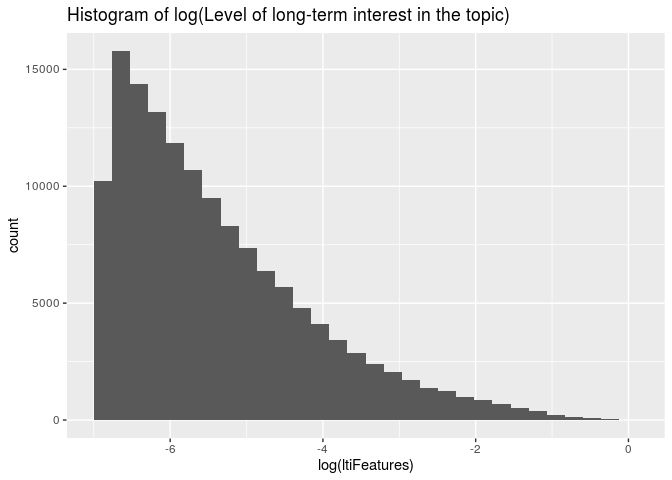 Histogram of log(Level of long-term interest in the topic)
15000
10000
5000
0
count
-6
-4
-2
0
log(ltiFeatures)